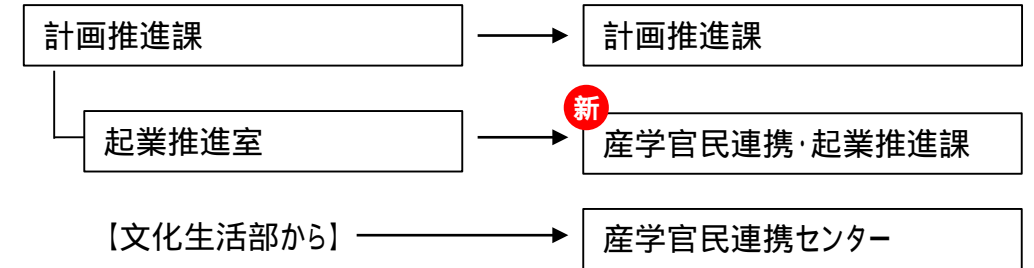 計画推進課
計画推進課
新
起業推進室
産学官民連携・起業推進課
【文化生活部から】
産学官民連携センター